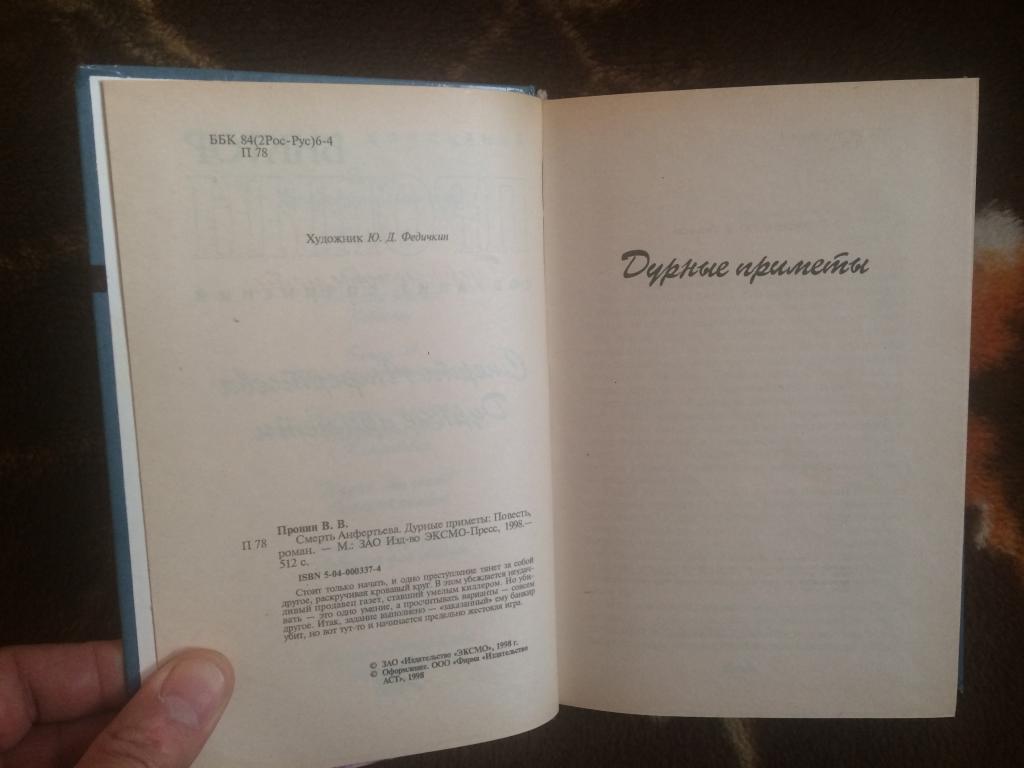 ББК 84(2Рос-Рус)6-4
П 78
Художник Ю. Д. Федичкин
Пронин В. В.
П 78 Смерть Анфертьева. Дурные приметы: Повесть,
роман. — М.: ЗАО Изд-во ЭКСМО-Пресс, 1998.—
512 с.
ISBN 5-04-000337-4
Стоит только начать, и одно преступление тянет за собой
другое, раскручивая кровавый круг. В этом убеждается неудач-
ливый продавец газет, ставший умелым киллером. Но уби-
вать — это одно умение, а просчитывать варианты — совсем
другое. Итак, задание выполнено — «заказанный» ему банкир
убит, но вот тут-то и начинается предельно жестокая игра.
© ЗАО «Издательство «ЭКСМО», 1998 г.
© Оформление. ООО «Фирма «Издательство
АСТ», 1998
Дурные приметы